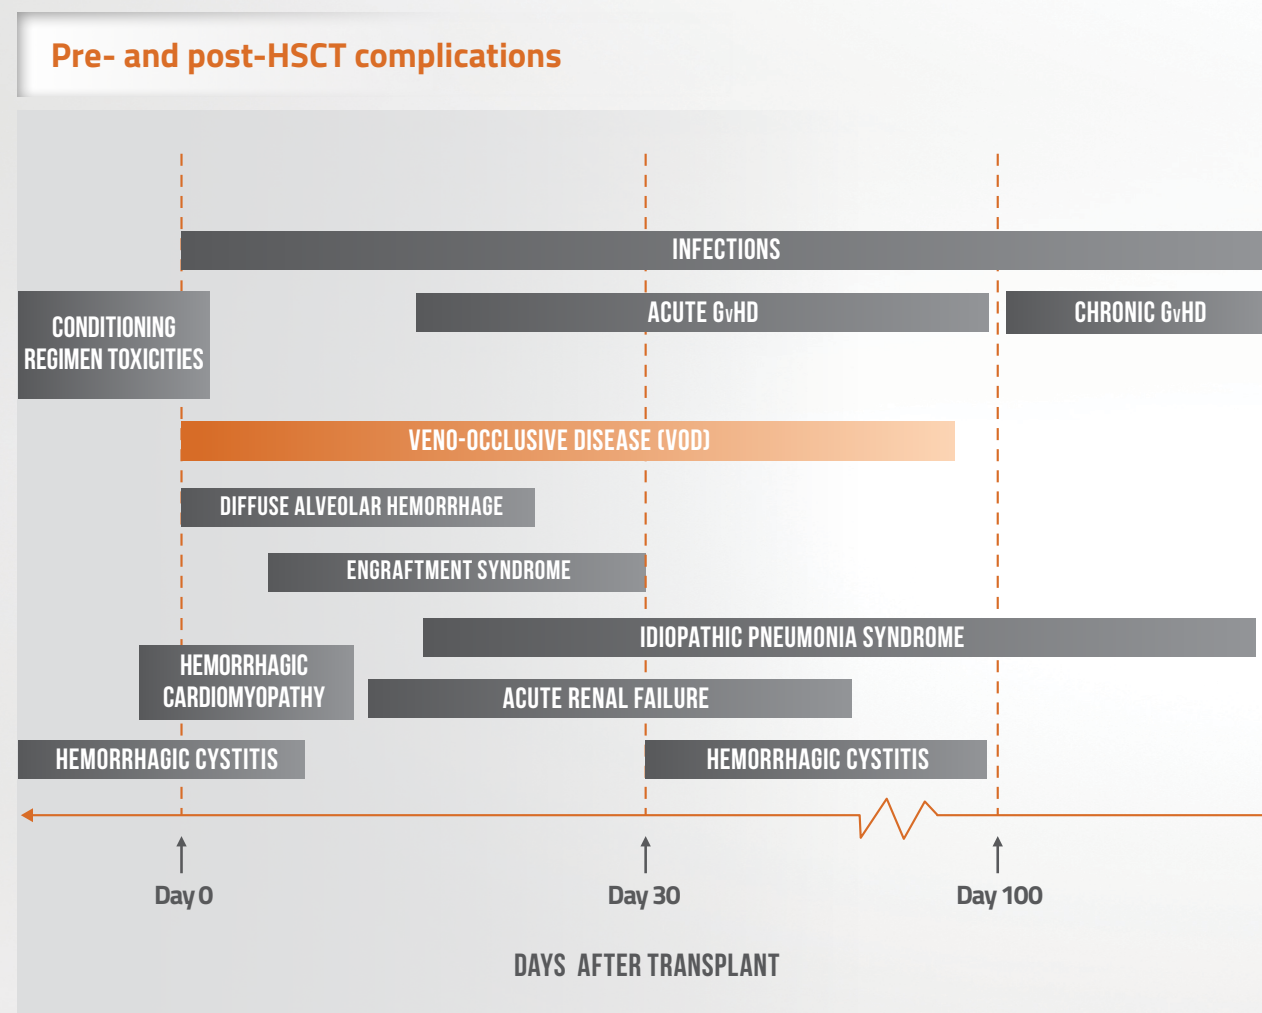 Pre- and post-HSCT complications
INFECTIONS
CONDITIONING
REGIMEN TOXICITIES
ACUTE GvHD
CHRONIC GvHD
VENO-OCCLUSIVE DISEASE (VOD)
DIFFUSE ALVEOLAR HEMORRHAGE
ENGRAFTMENT SYNDROME
IDIOPATHIC PNEUMONIA SYNDROME
HEMORRHAGIC
CARDIOMYOPATHY
ACUTE RENAL FAILURE
HEMORRHAGIC CYSTITIS
HEMORRHAGIC CYSTITIS
Day 0
Day 30
Day 100
DAYS AFTER TRANSPLANT